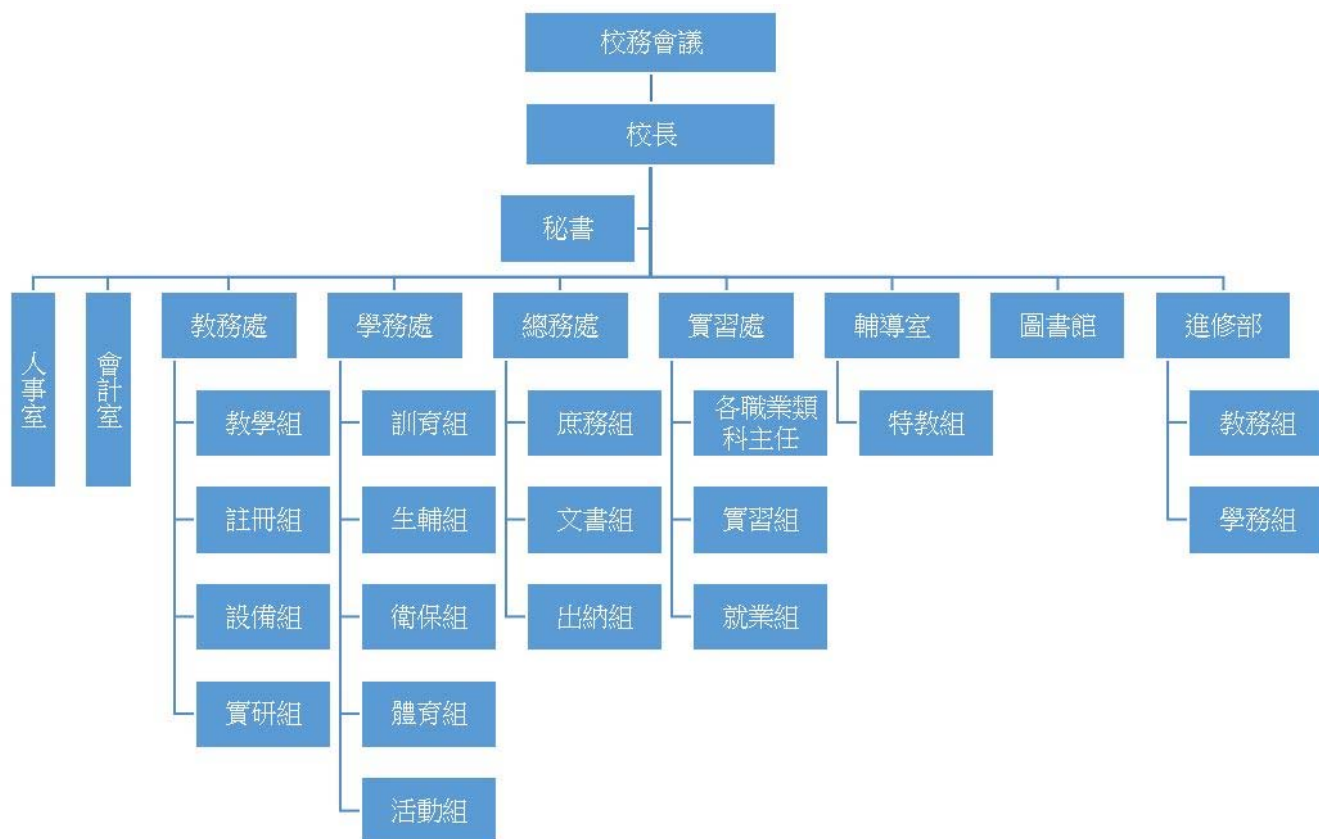 校務會議
校長
秘書
人事室
會計室
教務處
學務處
總務處
實習處
輔導室
圖書館
進修部
教學組
訓育組
庶務組
各職業類
科主任
特教組
教務組
註冊組
生輔組
文書組
實習組
學務組
設備組
衛保組
出納組
就業組
實研組
體育組
活動組